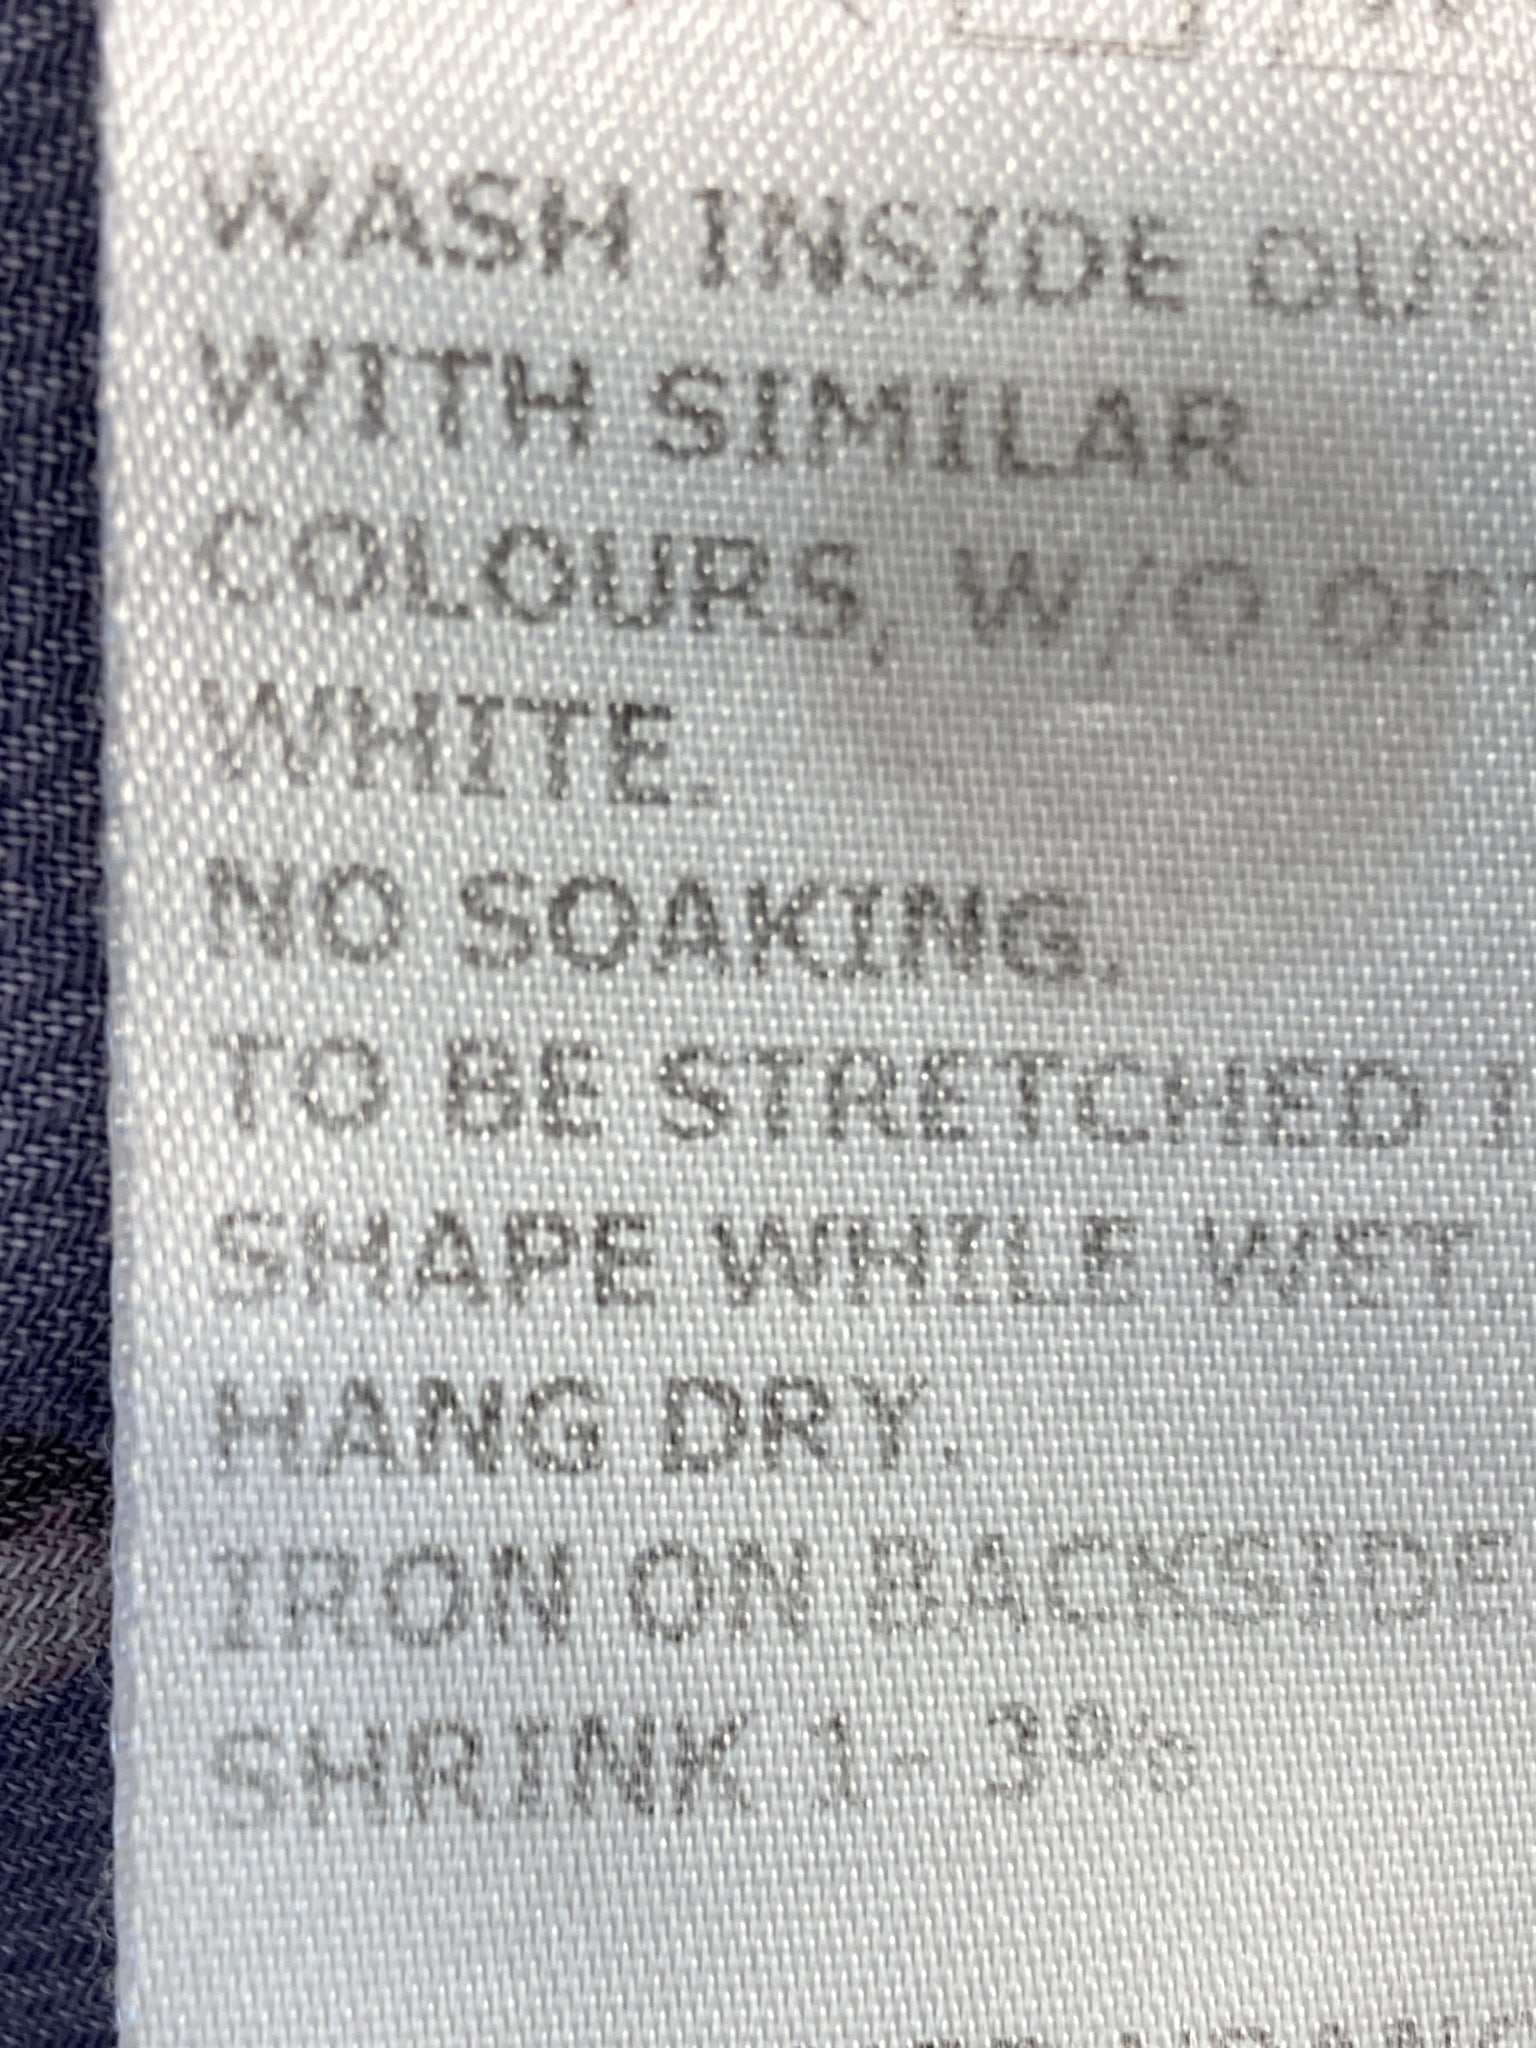 WASH INSIDE OUT
WITH SIMILAR
COLOURS, W/O OPT
WHITE.
NO SOAKING.
TO BE STRETCHED I
SHAPE WHILE WET
HANG DRY.
IRON ON BACKSIDE
SHRINK 1 - 3%